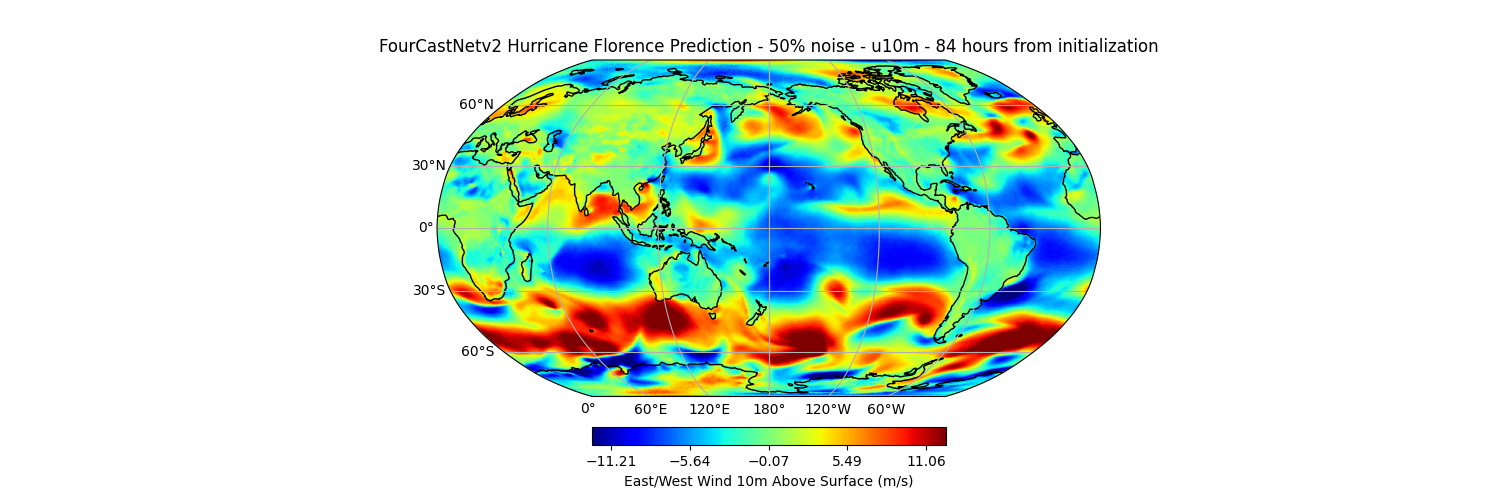 FourCastNetv2 Hurricane Florence Prediction - 50% noise - u10m - 84 hours from initialization
60°N
30°N
0°
30°S
60°S
0° 60°E 120°E 180° 120°W 60°W
−11.21 −5.64 −0.07 5.49 11.06
East/West Wind 10m Above Surface (m/s)